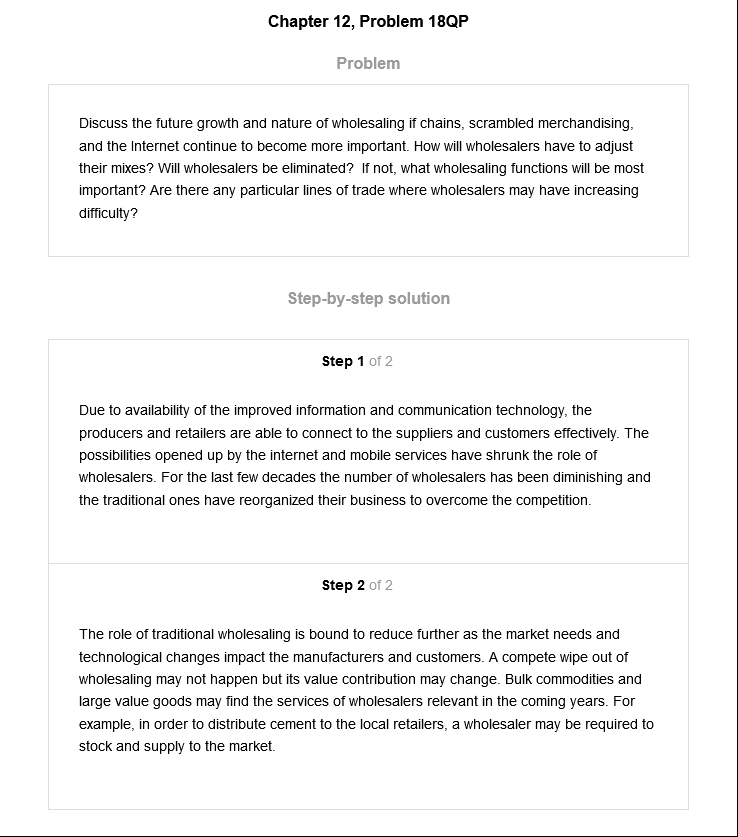 Chapter 12, Problem 18QP
Problem
Discuss the future growth and nature of wholesaling if chains, scrambled merchandising,
and the Internet continue to become more important. How will wholesalers have to adjust
their mixes? Will wholesalers be eliminated?  If not, what wholesaling functions will be most
important? Are there any particular lines of trade where wholesalers may have increasing
difficulty?
Step-by-step solution
Step 1 of 2
Due to availability of the improved information and communication technology, the
producers and retailers are able to connect to the suppliers and customers effectively. The
possibilities opened up by the internet and mobile services have shrunk the role of
wholesalers. For the last few decades the number of wholesalers has been diminishing and
the traditional ones have reorganized their business to overcome the competition.
Step 2 of 2
The role of traditional wholesaling is bound to reduce further as the market needs and
technological changes impact the manufacturers and customers. A compete wipe out of
wholesaling may not happen but its value contribution may change. Bulk commodities and
large value goods may find the services of wholesalers relevant in the coming years. For
example, in order to distribute cement to the local retailers, a wholesaler may be required to
stock and supply to the market.